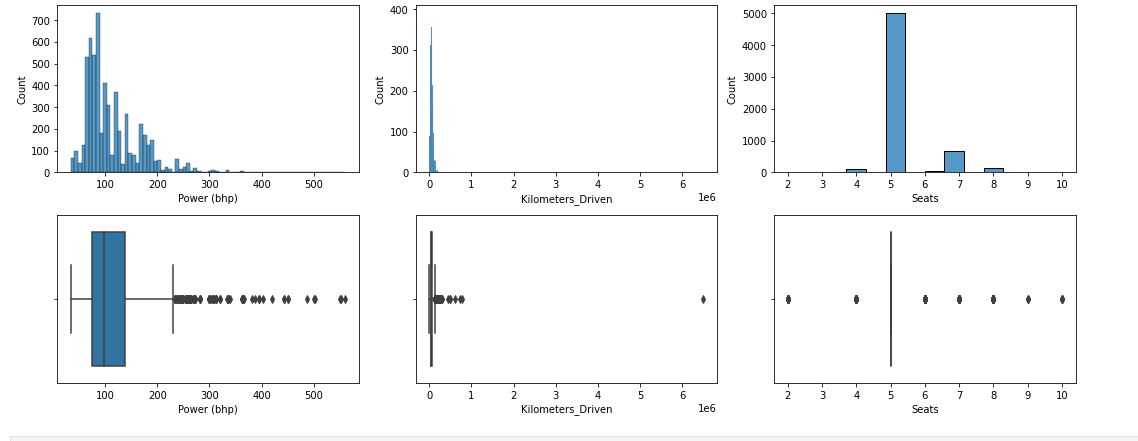 700
600
500
400
300
200
100
0
Count
100 200 300 400 500
Power (bhp)
400
300
200
100
0
Count
0 1 2 3 4 5 6
1e6
Kilometers_Driven
5000
4000
3000
2000
1000
0
Count
2 3 4 5 6 7 8 9 10
Seats
100 200 300 400 500
Power (bhp)
0 1 2 3 4 5 6
1e6
Kilometers_Driven
2 3 4 5 6 7 8 9 10
Seats